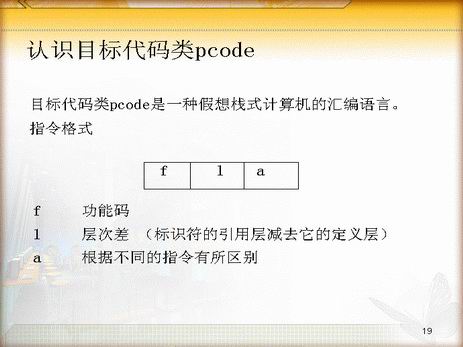 认识目标代码类pcode
目标代码类pcode是一种假想栈式计算机的汇编语言。
指令格式
f l a
f 功能码
l 层次差 （标识符的引用层减去它的定义层）
a 根据不同的指令有所区别
19